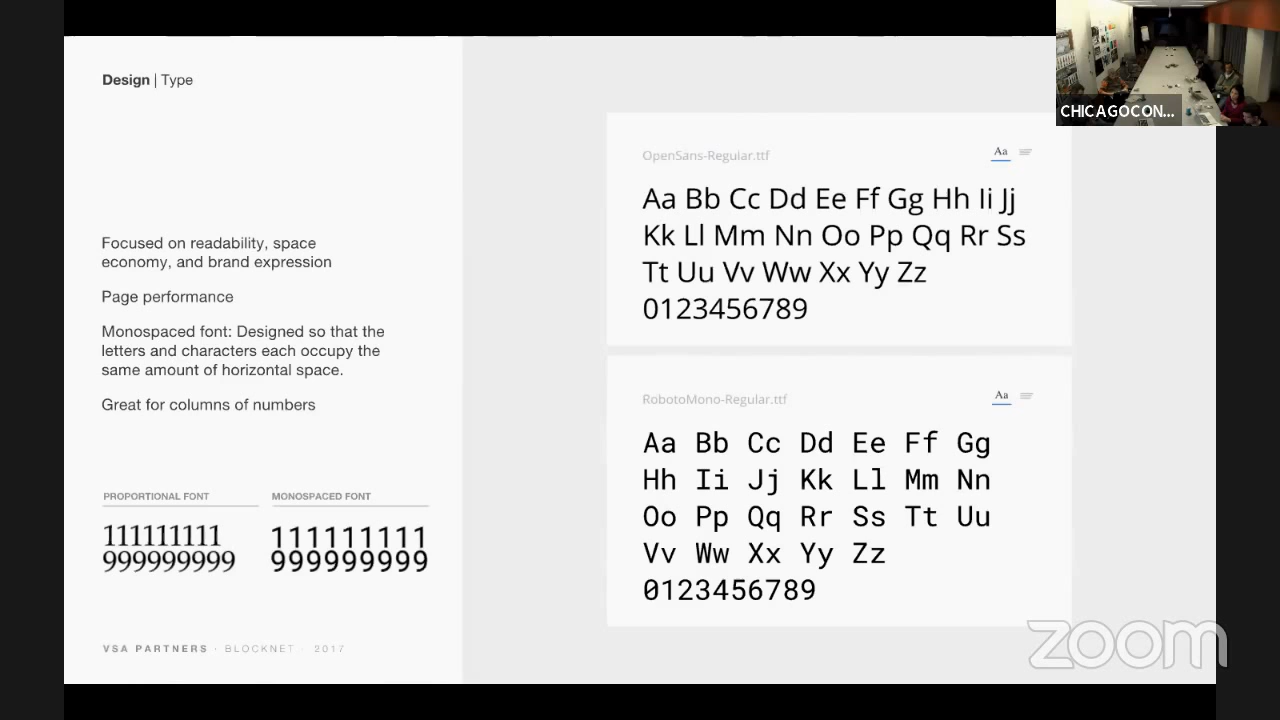 Design | Type
Focused on readability, space
economy, and brand expression
Page performance
Monospaced font: Designed so that the
letters and characters each occupy the
same amount of horizontal space.
Great for columns of numbers
PROPORTIONAL FONT
111111111
999999999
MONOSPACED FONT
111111111
999999999
VSA PARTNERS · BLOCKNET · 2017
OpenSans-Regular.ttf
Aa
Aa Bb Cc Dd Ee Ff Gg Hh Ii Jj
Kk Ll Mm Nn Oo Pp Qq Rr Ss
Tt Uu Vv Ww Xx Yy Zz
0123456789
RobotoMono-Regular.ttf
Aa
Aa Bb Cc Dd Ee Ff Gg
Hh Ii Jj Kk Ll Mm Nn
Oo Pp Qq Rr Ss Tt Uu
Vv Ww Xx Yy Zz
0123456789
CHICAGOCON...
zoom